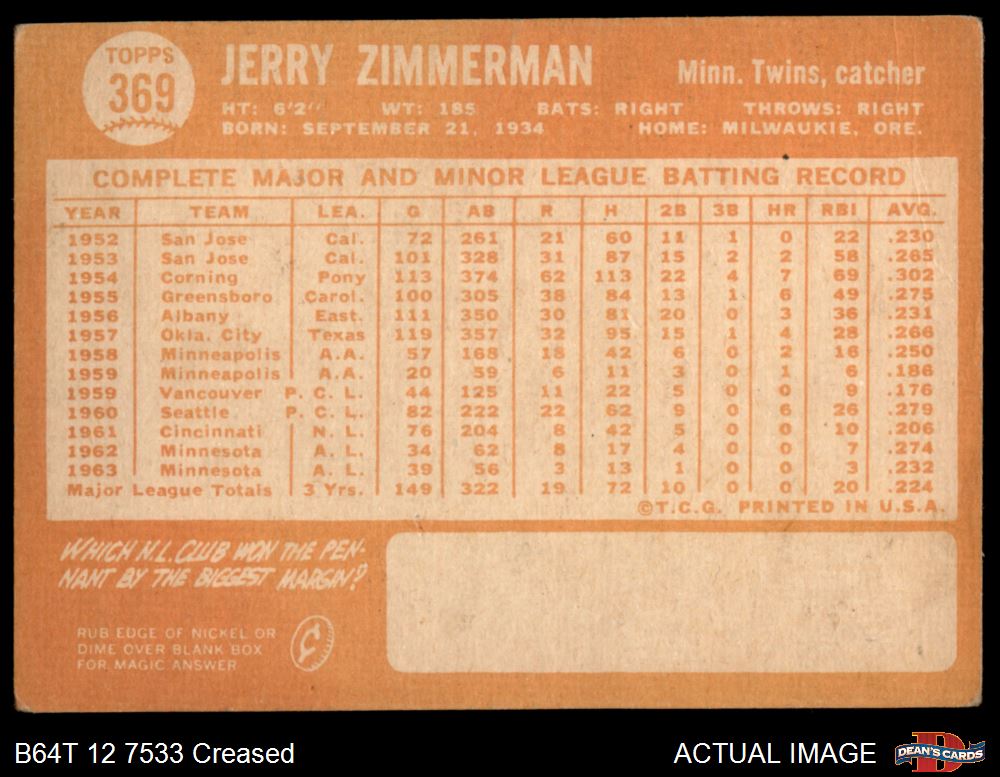 TOPPS
369
JERRY ZIMMERMAN
Minn. Twins, catcher
HT: 6'2" WT: 185 BATS: RIGHT THROWS: RIGHT
BORN: SEPTEMBER 21, 1934 HOME: MILWAUKIE, ORE.
COMPLETE MAJOR AND MINOR LEAGUE BATTING RECORD
YEAR TEAM LEA. G AB R H 2B 3B HR RBI AVG.
1952 San Jose Cal. 72 261 21 60 11 1 0 22 .230
1953 San Jose Cal. 101 328 31 87 15 2 2 58 .265
1954 Corning Pony 113 374 62 113 22 4 7 69 .302
1955 Greensboro Carol. 100 305 38 84 13 1 6 49 .275
1956 Albany East. 111 350 30 81 20 0 3 36 .231
1957 Okla. City Texas 119 357 32 95 15 1 4 28 .266
1958 Minneapolis A.A. 57 168 18 42 6 0 2 16 .250
1959 Minneapolis A.A. 20 59 6 11 3 0 1 6 .186
1959 Vancouver P. C. L. 44 125 11 22 5 0 0 9 .176
1960 Seattle P. C. L. 82 222 22 62 9 0 6 26 .279
1961 Cincinnati N. L. 76 204 8 42 5 0 0 10 .206
1962 Minnesota A. L. 34 62 8 17 4 0 0 7 .274
1963 Minnesota A. L. 39 56 3 13 1 0 0 3 .232
Major League Totals 3 Yrs. 149 322 19 72 10 0 0 20 .224
©T.C.G. PRINTED IN U.S.A.
WHICH N.L. CLUB WON THE PEN-
NANT BY THE BIGGEST MARGIN?
RUB EDGE OF NICKEL OR
DIME OVER BLANK BOX
FOR MAGIC ANSWER
B64T 12 7533 Creased
ACTUAL IMAGE
DEAN'S CARDS